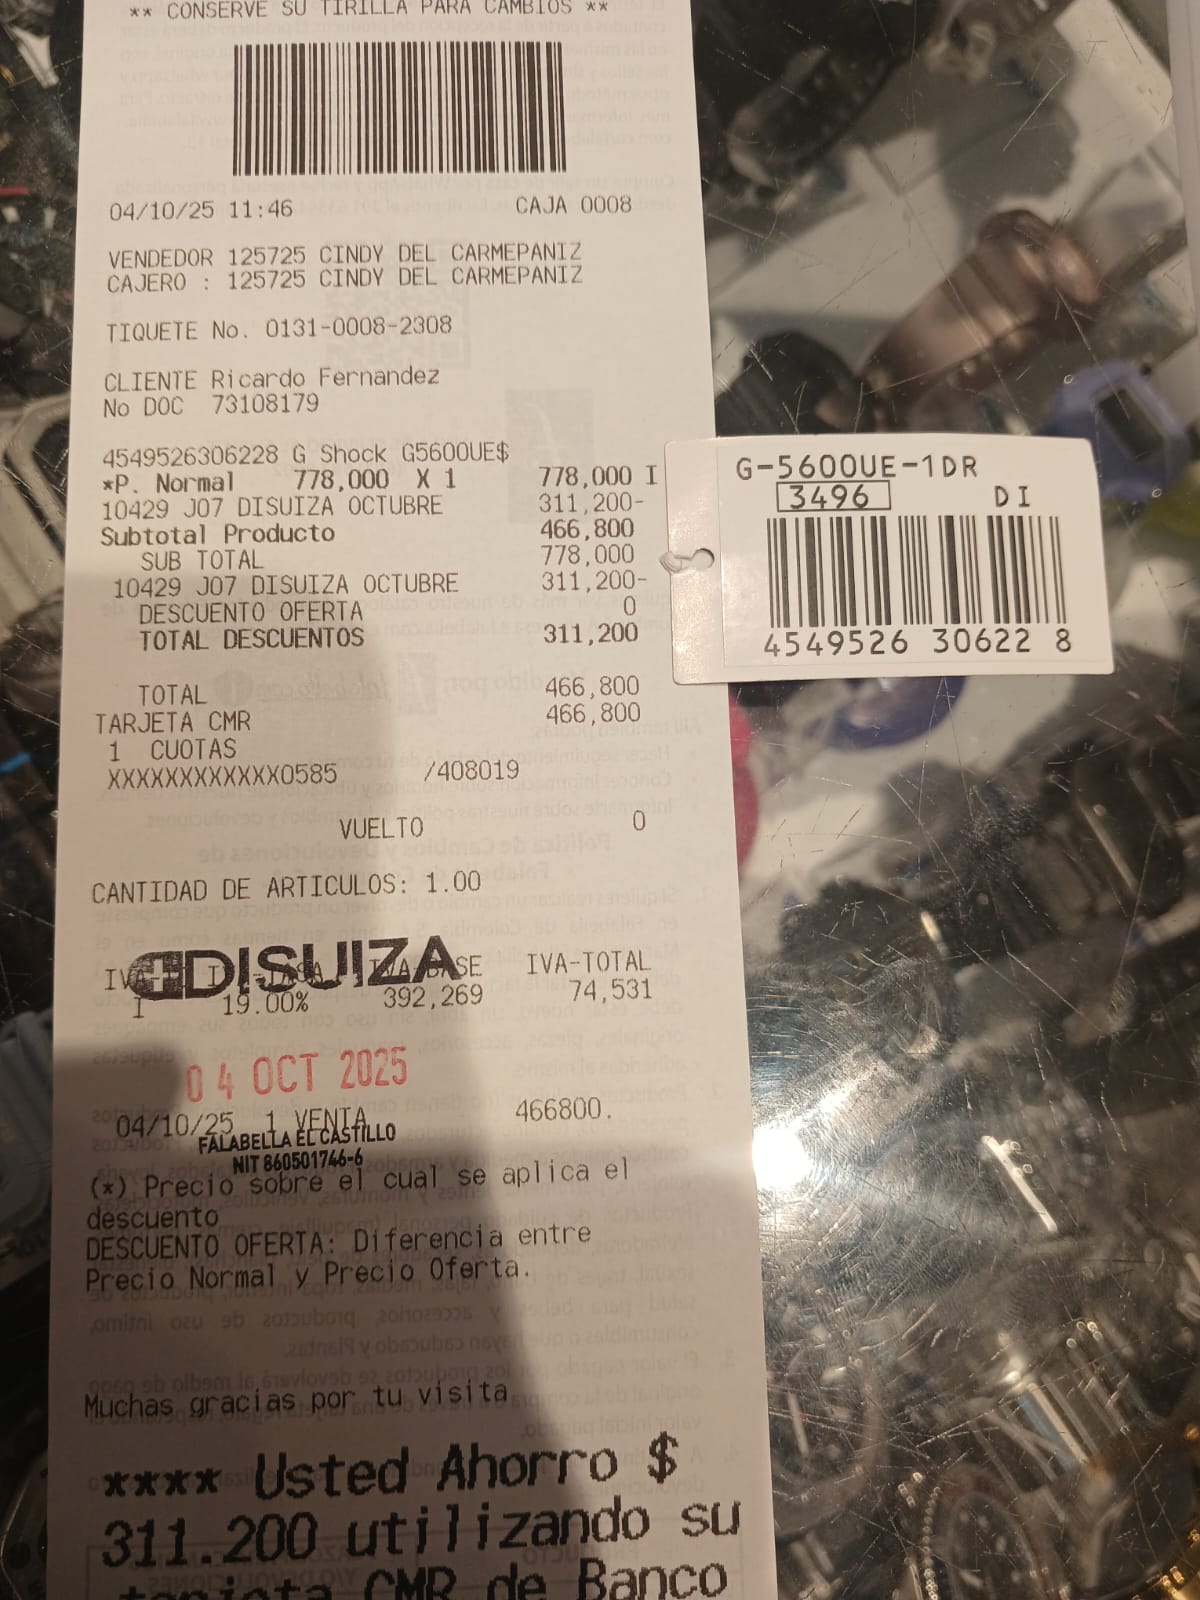 ** CONSERVE SU TIRILLA PARA CAMBIOS **
04/10/25 11:46 CAJA 0008
VENDEDOR 125725 CINDY DEL CARMEPANIZ
CAJERO : 125725 CINDY DEL CARMEPANIZ
TIQUETE No. 0131-0008-2308
CLIENTE Ricardo Fernandez
No DOC 73108179
4549526306228 G Shock G5600UE$
*P. Normal 778,000 X 1 778,000 I
10429 J07 DISUIZA OCTUBRE 311,200-
Subtotal Producto 466,800
SUB TOTAL 778,000
10429 J07 DISUIZA OCTUBRE 311,200-
DESCUENTO OFERTA 0
TOTAL DESCUENTOS 311,200
TOTAL 466,800
TARJETA CMR 466,800
1 CUOTAS
XXXXXXXXXXXX0585 /408019
VUELTO 0
CANTIDAD DE ARTICULOS: 1.00
DISUIZA
IVA-TOTAL
I 19.00% 392,269 74,531
04 OCT 2025
04/10/25 1 VENTA 466800.
FALABELLA EL CASTILLO
NIT 860501746-6
(*) Precio sobre el cual se aplica el
descuento
DESCUENTO OFERTA: Diferencia entre
Precio Normal y Precio Oferta.
Muchas gracias por tu visita
**** Usted Ahorro $
311.200 utilizando su
tarjeta CMR de Banco
G-5600UE-1DR
3496 DI
4549526 30622 8